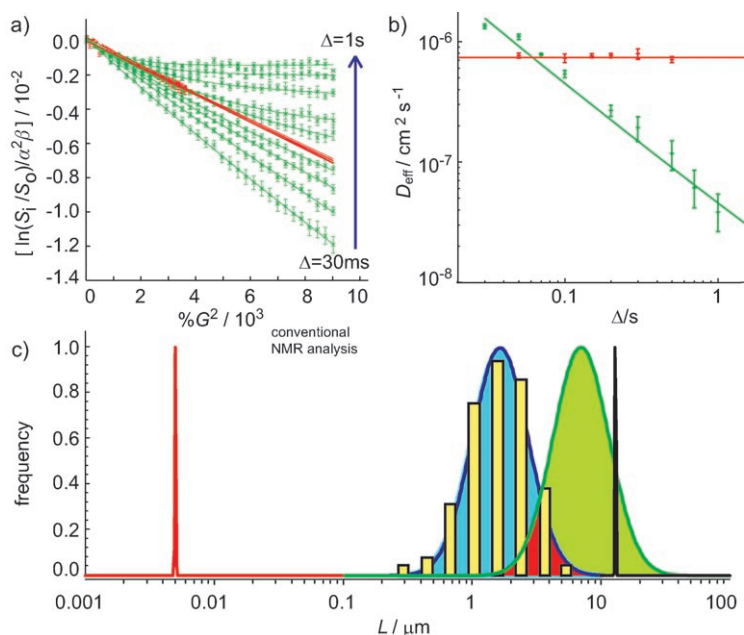 a)
b)
0.0
-0.2
-0.4
-0.6
-0.8
-1.0
-1.2
-1.4
[ ln(Si /So)/α²β] / 10⁻²
Δ=1s
Δ=30ms
0 2 4 6 8 10
%G² / 10³
10⁻⁶
10⁻⁷
10⁻⁸
Deff / cm² s⁻¹
0.1 1
Δ/s
conventional
NMR analysis
c)
1.0
0.8
0.6
0.4
0.2
0.0
frequency
0.001 0.01 0.1 1 10 100
L / μm